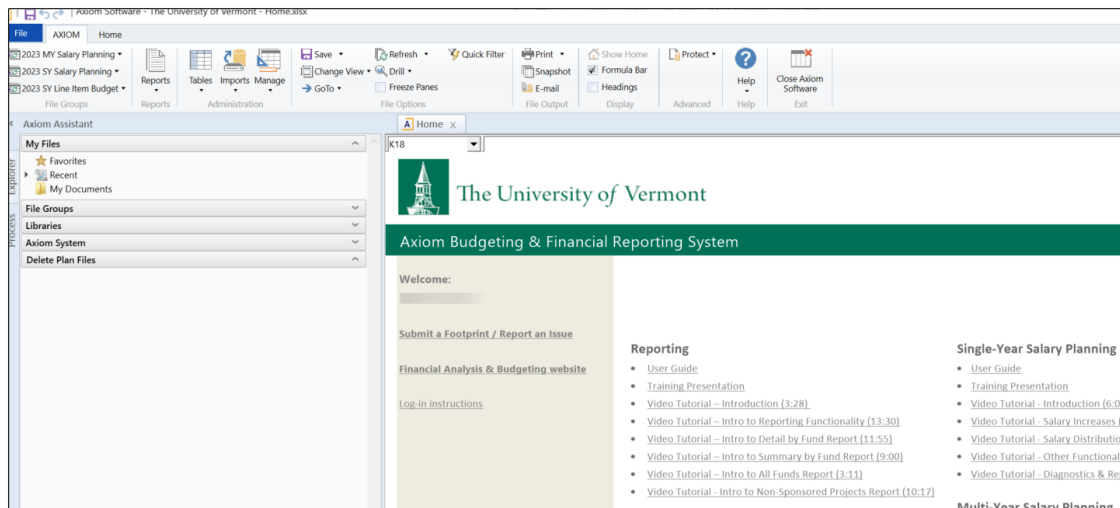 Axiom Software - The University of Vermont - Home.xlsx
File AXIOM Home
2023 MY Salary Planning
2023 SY Salary Planning
2023 SY Line Item Budget
File Groups
Reports
Reports
Tables Imports Manage
Administration
Save
Change View
GoTo
Refresh
Drill
Freeze Panes
Quick Filter
File Options
Print
Snapshot
E-mail
File Output
Show Home
Formula Bar
Headings
Display
Protect
Advanced
Help
Help
Close Axiom
Software
Exit
Axiom Assistant
Explorer
Process
My Files
Favorites
Recent
My Documents
File Groups
Libraries
Axiom System
Delete Plan Files
A Home x
K18
The University of Vermont
Axiom Budgeting & Financial Reporting System
Welcome:
Submit a Footprint / Report an Issue
Financial Analysis & Budgeting website
Log-in instructions
Reporting
• User Guide
• Training Presentation
• Video Tutorial – Introduction (3:28)
• Video Tutorial – Intro to Reporting Functionality (13:30)
• Video Tutorial – Intro to Detail by Fund Report (11:55)
• Video Tutorial – Intro to Summary by Fund Report (9:00)
• Video Tutorial – Intro to All Funds Report (3:11)
• Video Tutorial - Intro to Non-Sponsored Projects Report (10:17)
Single-Year Salary Planning
• User Guide
• Training Presentation
• Video Tutorial - Introduction (6:0
• Video Tutorial - Salary Increases (
• Video Tutorial - Salary Distributio
• Video Tutorial - Other Functional
• Video Tutorial - Diagnostics & Re
Multi-Year Salary Planning